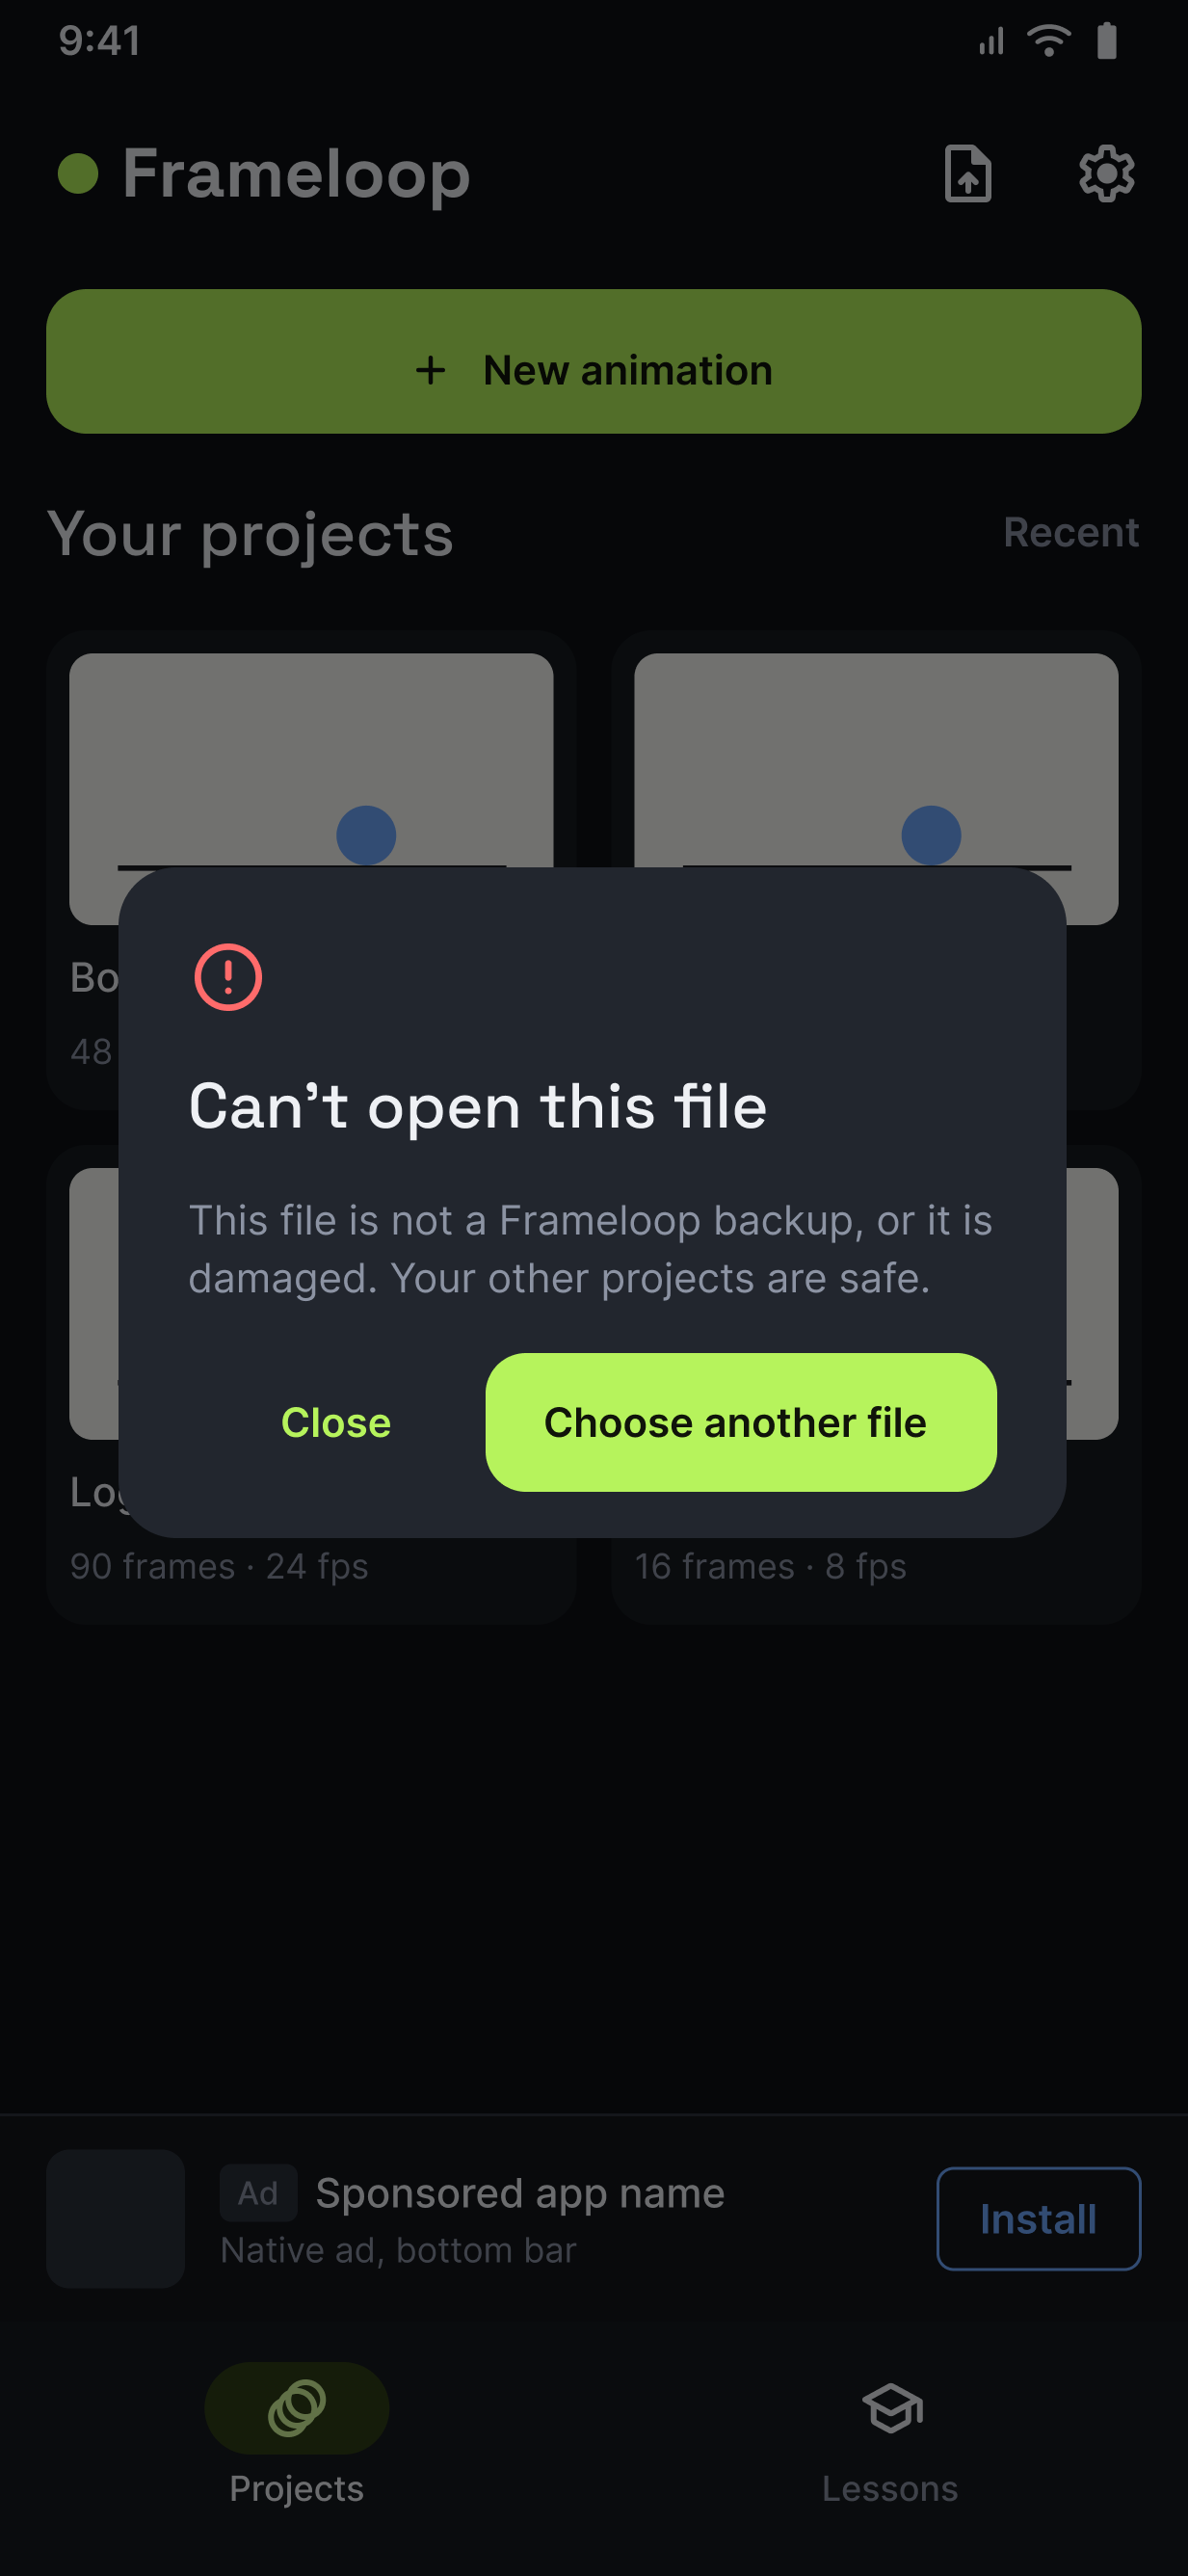 9:41
Frameloop
New animation
Your projects
Recent
48
Can't open this file
This file is not a Frameloop backup, or it is
damaged. Your other projects are safe.
Close
Choose another file
90 frames · 24 fps
16 frames · 8 fps
Ad
Sponsored app name
Native ad, bottom bar
Install
Projects
Lessons